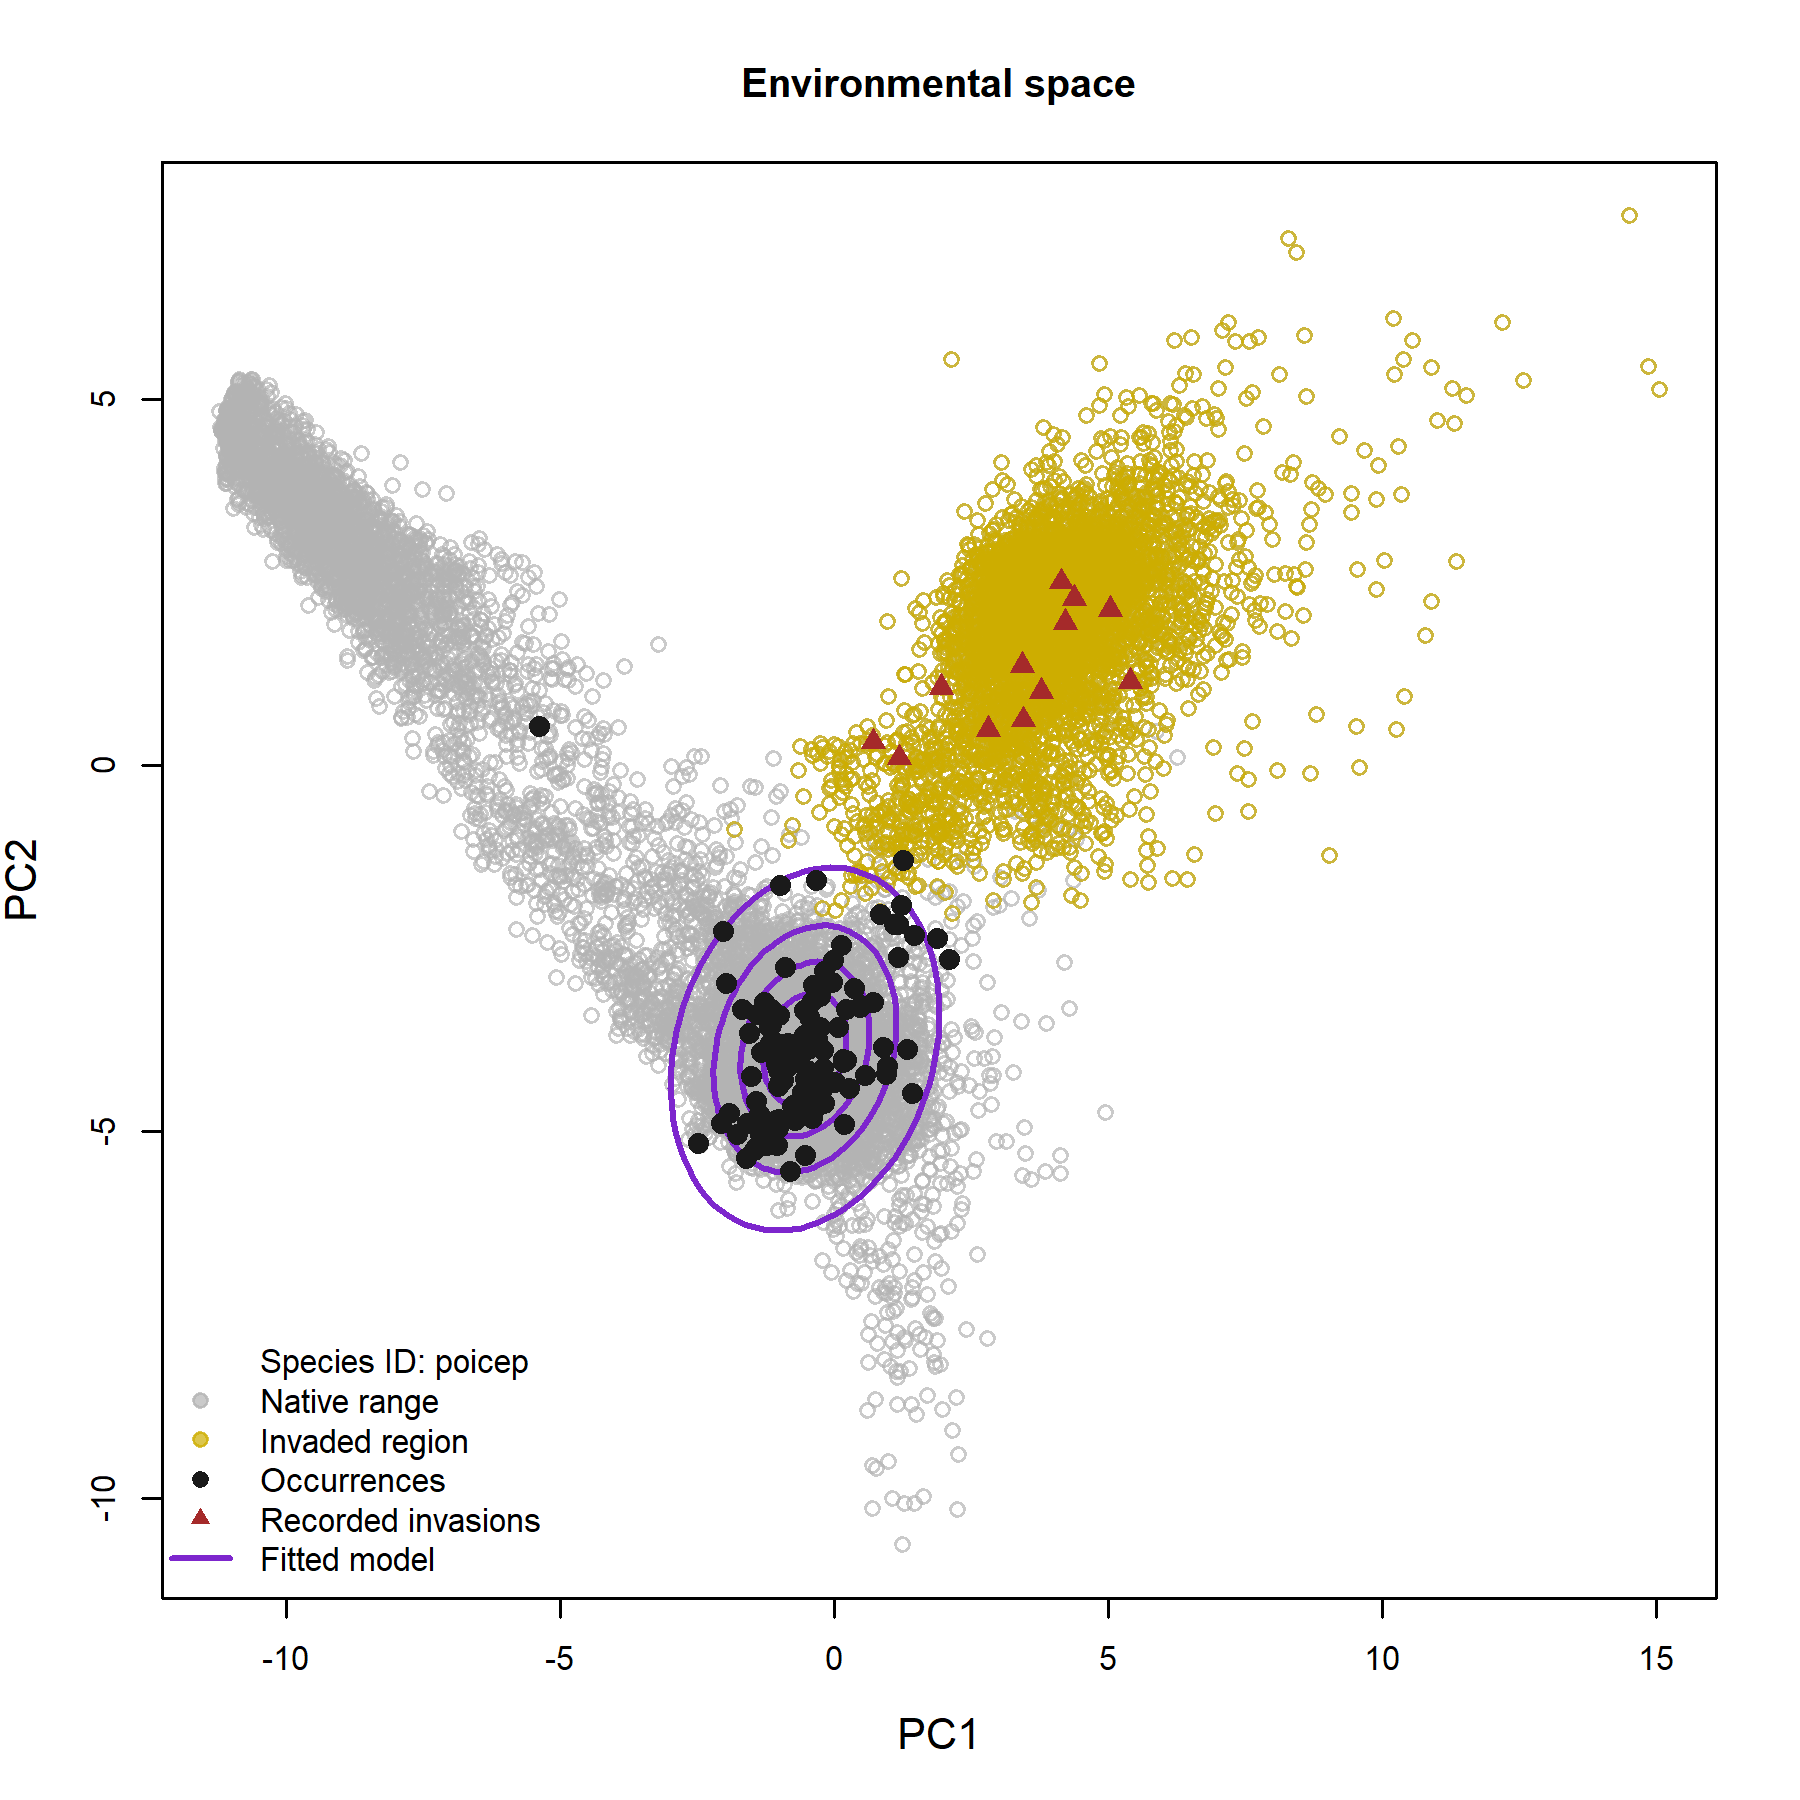 Environmental space
PC2
5
0
-5
-10
Species ID: poicep
Native range
Invaded region
Occurrences
Recorded invasions
Fitted model
-10 -5 0 5 10 15
PC1